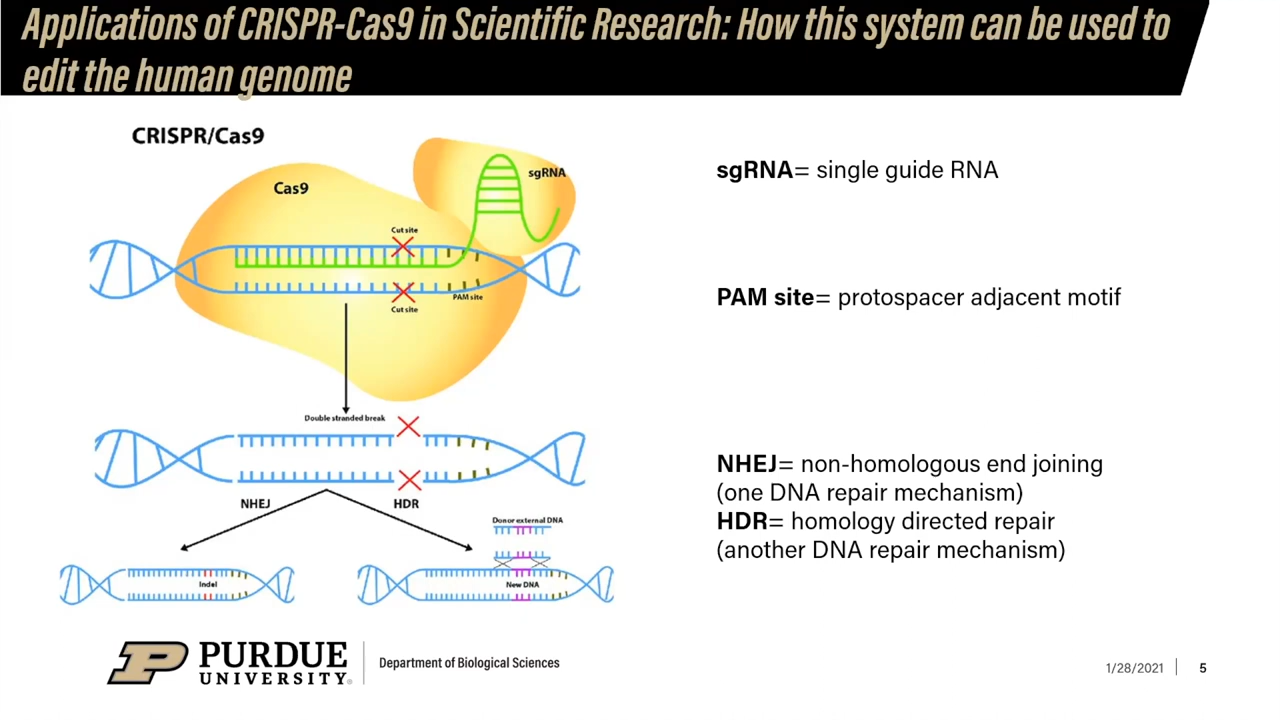 Applications of CRISPR-Cas9 in Scientific Research: How this system can be used to
edit the human genome
CRISPR/Cas9
sgRNA
Cas9
Cut site
PAM site
Cut site
Double stranded break
NHEJ
HDR
Donor external DNA
Indel
New DNA
sgRNA= single guide RNA
PAM site= protospacer adjacent motif
NHEJ= non-homologous end joining
(one DNA repair mechanism)
HDR= homology directed repair
(another DNA repair mechanism)
PURDUE
UNIVERSITY®
Department of Biological Sciences
1/28/2021
5